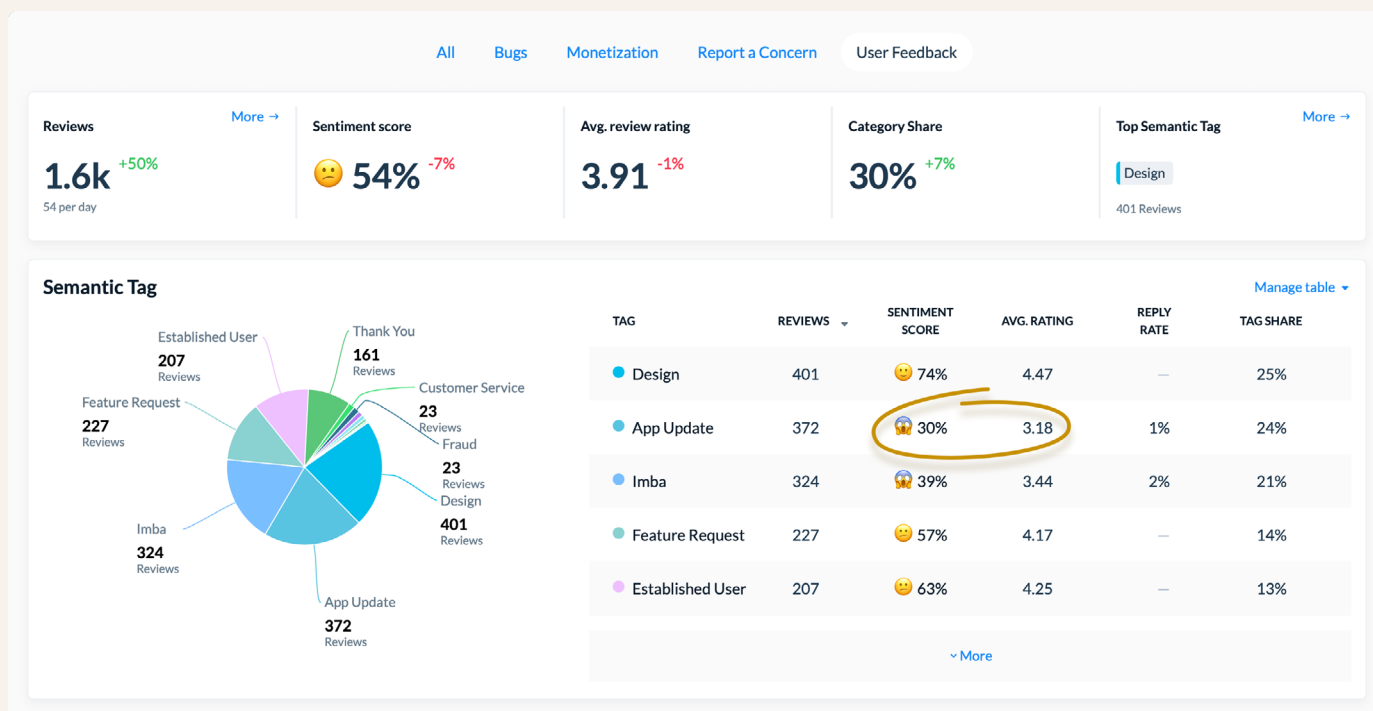 All Bugs Monetization Report a Concern User Feedback
Reviews
More →
1.6k +50%
54 per day
Sentiment score
54% -7%
Avg. review rating
3.91 -1%
Category Share
30% +7%
Top Semantic Tag
More →
Design
401 Reviews
Semantic Tag
Established User
207
Reviews
Thank You
161
Reviews
Customer Service
23
Reviews
Feature Request
227
Reviews
Fraud
23
Reviews
Design
401
Reviews
Imba
324
Reviews
App Update
372
Reviews
Manage table
TAG REVIEWS SENTIMENT SCORE AVG. RATING REPLY RATE TAG SHARE
Design 401 74% 4.47 — 25%
App Update 372 30% 3.18 1% 24%
Imba 324 39% 3.44 2% 21%
Feature Request 227 57% 4.17 — 14%
Established User 207 63% 4.25 — 13%
More